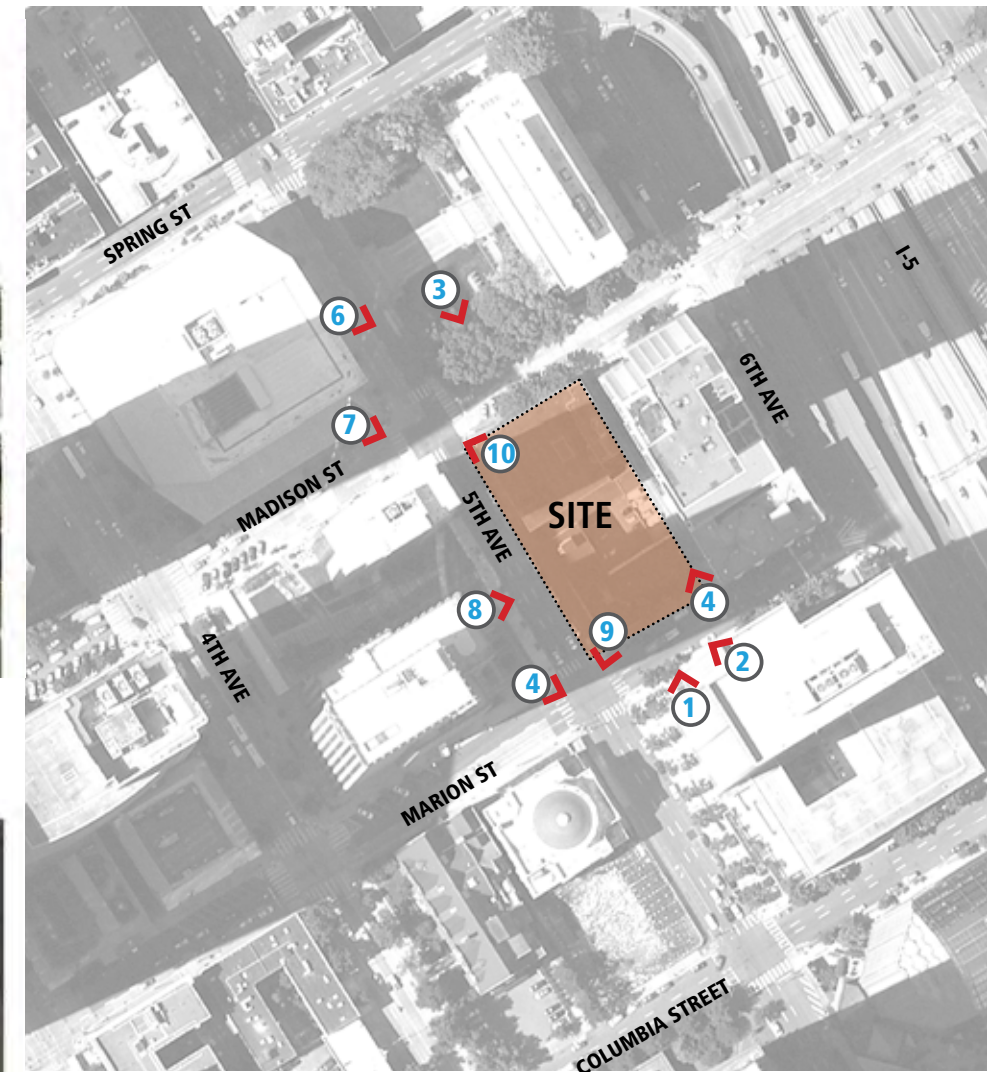 SPRING ST
I-5
3
6
6TH AVE
7
10
MADISON ST
5TH AVE
SITE
8
4
9
4TH AVE
2
4
1
MARION ST
COLUMBIA STREET